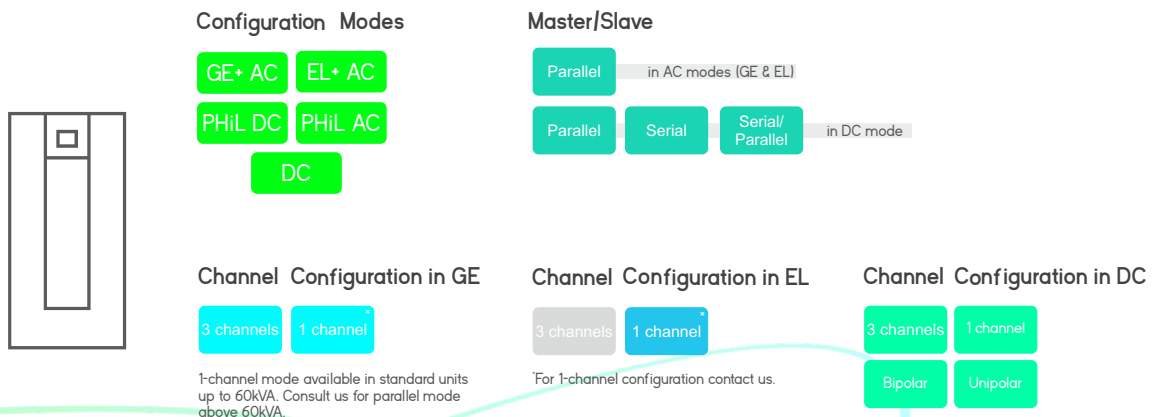 Configuration Modes
GE+ AC
EL+ AC
PHiL DC
PHiL AC
DC
Master/Slave
Parallel
in AC modes (GE & EL)
Parallel
Serial
Serial/
Parallel
in DC mode
Channel Configuration in GE
3 channels
1 channel*
1-channel mode available in standard units
up to 60kVA. Consult us for parallel mode
above 60kVA.
Channel Configuration in EL
3 channels
1 channel*
*For 1-channel configuration contact us.
Channel Configuration in DC
3 channels
1 channel
Bipolar
Unipolar